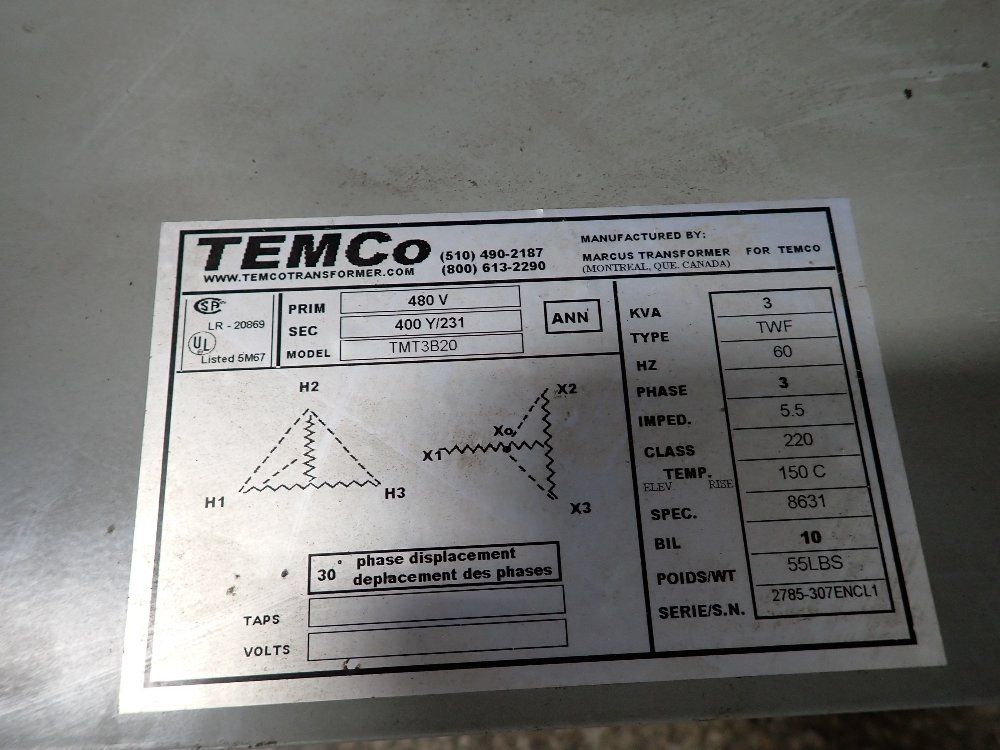 TEMCo
WWW.TEMCOTRANSFORMER.COM
(510) 490-2187
(800) 613-2290
MANUFACTURED BY:
MARCUS TRANSFORMER FOR TEMCO
(MONTREAL, QUE. CANADA)
SP
LR - 20869
UL
Listed 5M67
PRIM 480 V
SEC 400 Y/231
MODEL TMT3B20
ANN
H2
H1
H3
X2
Xo
X1
X3
30° phase displacement
deplacement des phases
TAPS
VOLTS
KVA 3
TYPE TWF
HZ 60
PHASE 3
IMPED. 5.5
CLASS 220
TEMP. 150 C
ELEV RISE
SPEC. 8631
BIL 10
POIDS/WT 55LBS
SERIE/S.N. 2785-307ENCL1